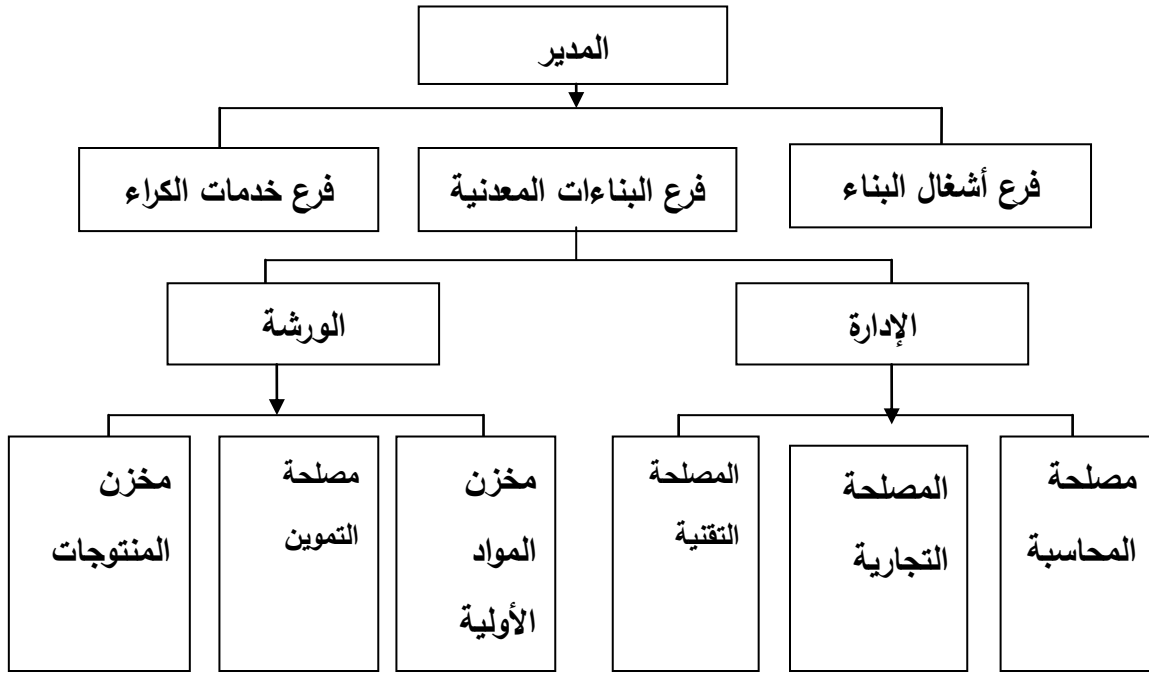 المدير
فرع أشغال البناء
فرع البناءات المعدنية
فرع خدمات الكراء
الإدارة
الورشة
مصلحة
المحاسبة
المصلحة
التجارية
المصلحة
التقنية
مخزن
المواد
الأولية
مصلحة
التموين
مخزن
المنتوجات